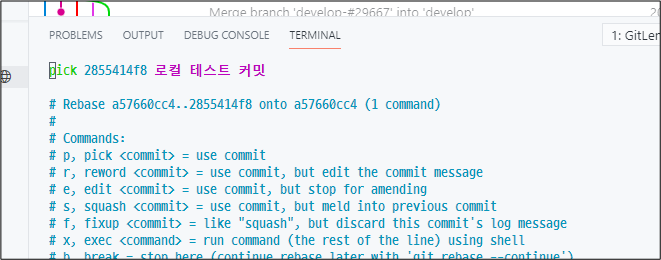 Merge branch 'develop-#29667' into 'develop'
PROBLEMS OUTPUT DEBUG CONSOLE TERMINAL 1: GitLen
pick 2855414f8 로컬 테스트 커밋
# Rebase a57660cc4..2855414f8 onto a57660cc4 (1 command)
#
# Commands:
# p, pick <commit> = use commit
# r, reword <commit> = use commit, but edit the commit message
# e, edit <commit> = use commit, but stop for amending
# s, squash <commit> = use commit, but meld into previous commit
# f, fixup <commit> = like "squash", but discard this commit's log message
# x, exec <command> = run command (the rest of the line) using shell
# b, break = stop here (continue rebase later with 'git rebase --continue')